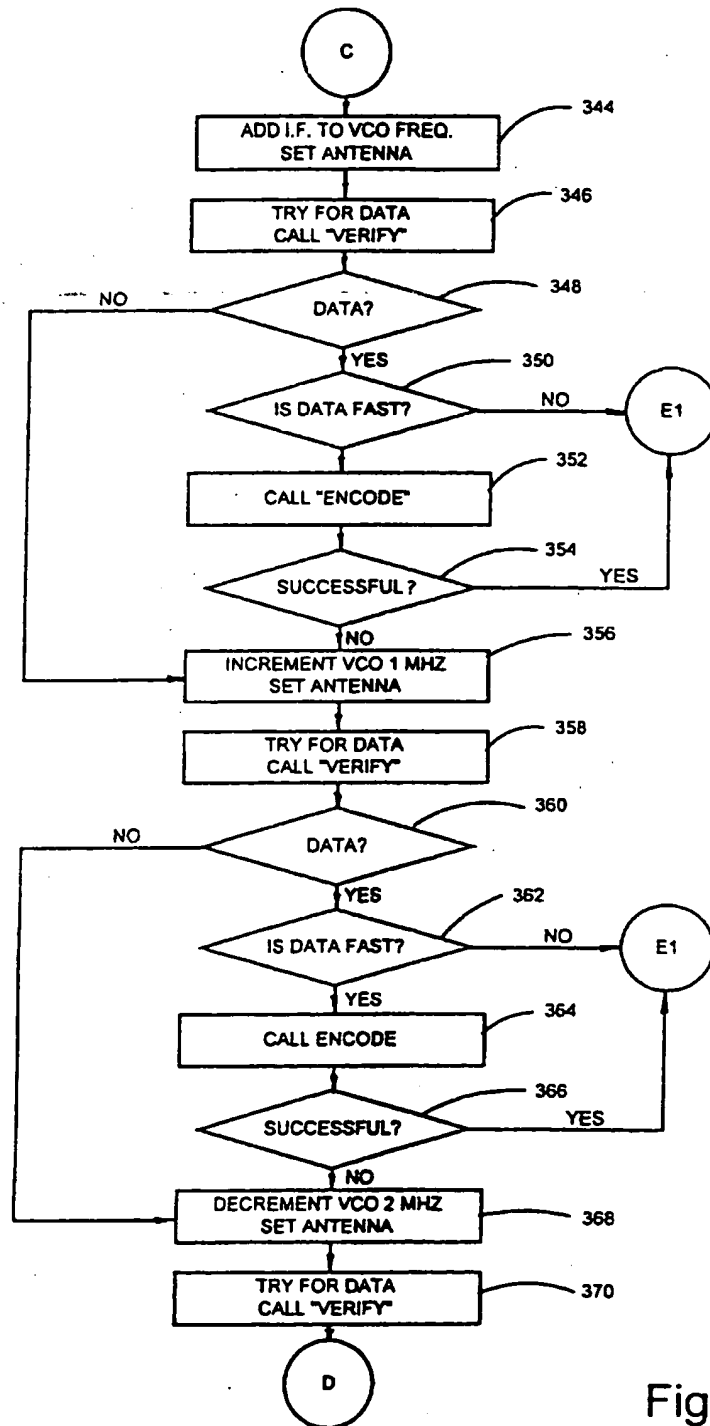 C
ADD I.F. TO VCO FREQ.
SET ANTENNA
344
TRY FOR DATA
CALL "VERIFY"
346
DATA?
348
NO
YES
IS DATA FAST?
350
NO
E1
CALL "ENCODE"
352
SUCCESSFUL?
354
YES
NO
INCREMENT VCO 1 MHZ
SET ANTENNA
356
TRY FOR DATA
CALL "VERIFY"
358
DATA?
360
NO
YES
IS DATA FAST?
362
NO
E1
YES
CALL ENCODE
364
SUCCESSFUL?
366
YES
NO
DECREMENT VCO 2 MHZ
SET ANTENNA
368
TRY FOR DATA
CALL "VERIFY"
370
D
Fig